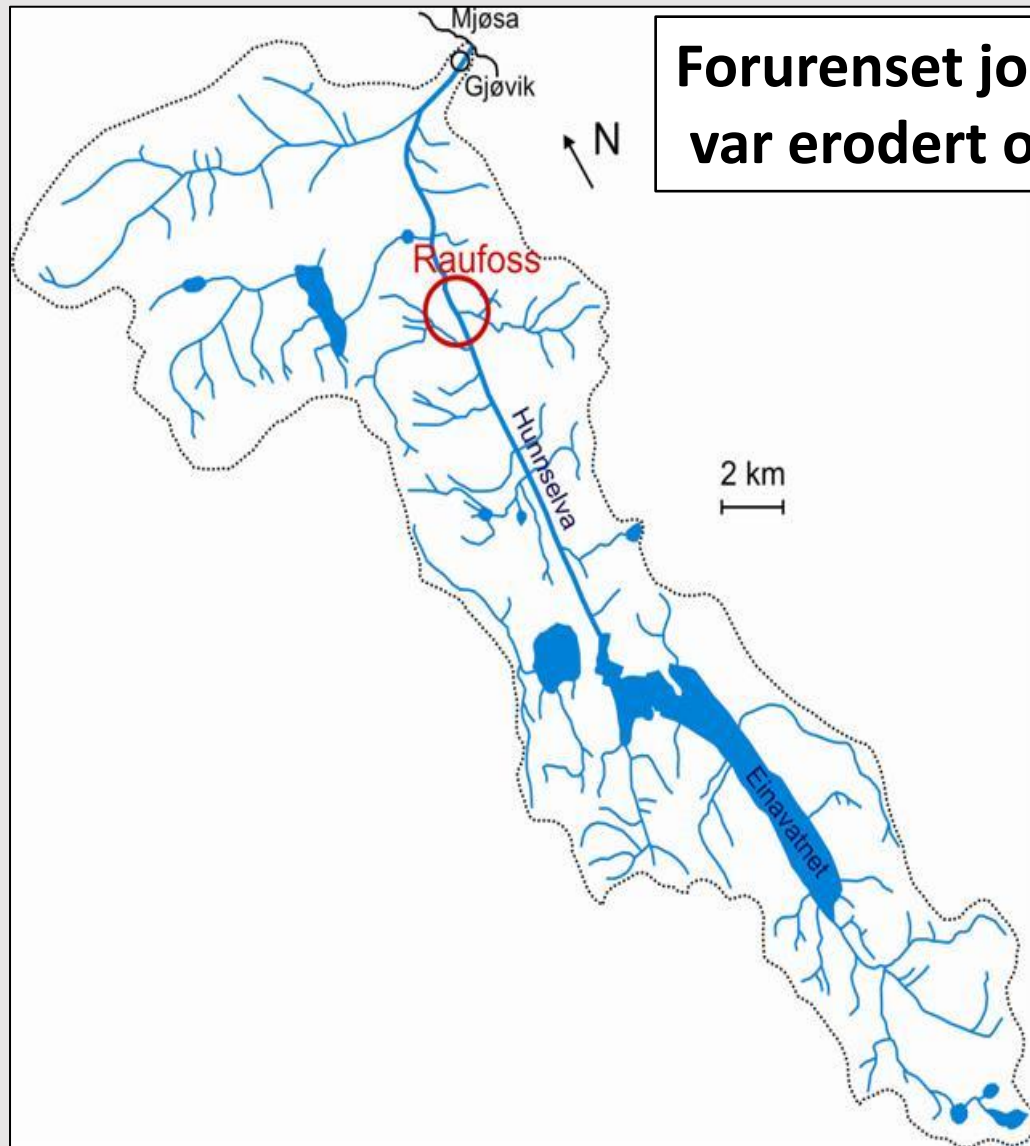 Mjøsa
Gjøvik
Forurenset jo
var erodert o
N
Raufoss
Hunnselva
2 km
Einavatnet